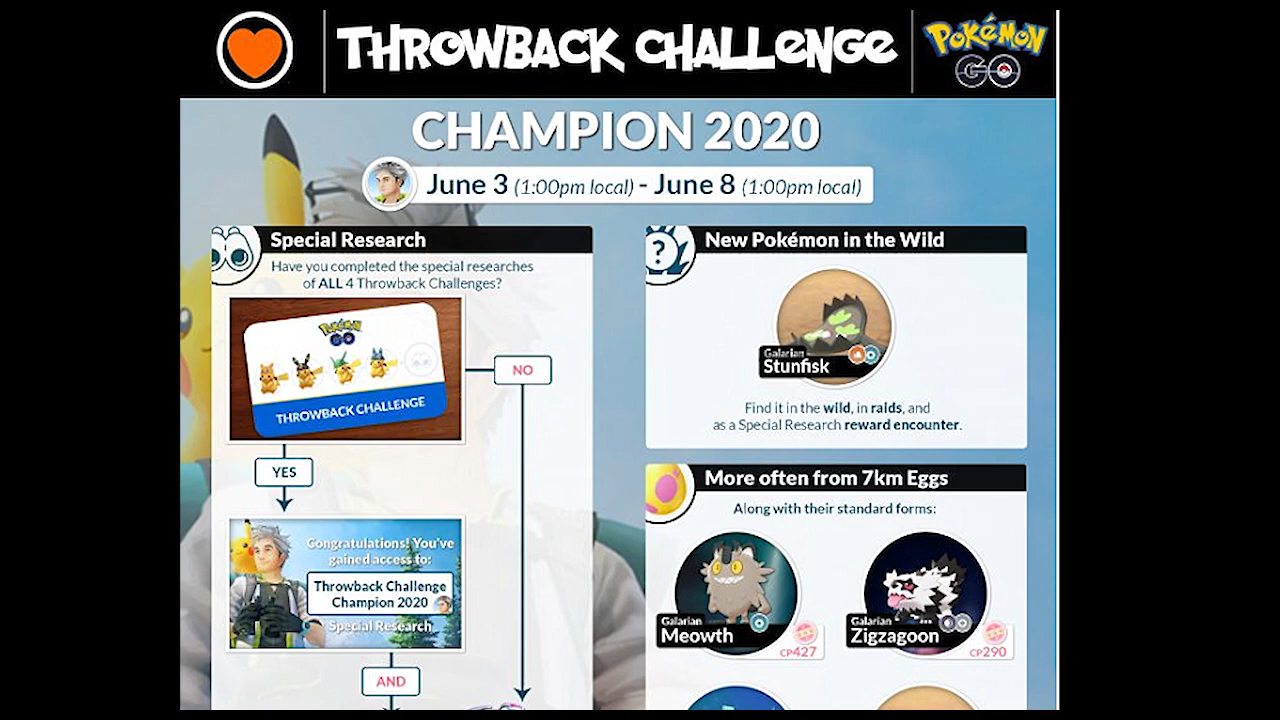 THROWBACK CHALLENGE
POKéMON
GO
CHAMPION 2020
June 3 (1:00pm local) - June 8 (1:00pm local)
Special Research
Have you completed the special researches
of ALL 4 Throwback Challenges?
POKéMON
GO
THROWBACK CHALLENGE
NO
YES
Congratulations! You've
gained access to:
Throwback Challenge
Champion 2020
Special Research
AND
?
New Pokémon in the Wild
Galarian
Stunfisk
Find it in the wild, in raids, and
as a Special Research reward encounter.
More often from 7km Eggs
Along with their standard forms:
Galarian
Meowth
CP427
Galarian
Zigzagoon
CP290